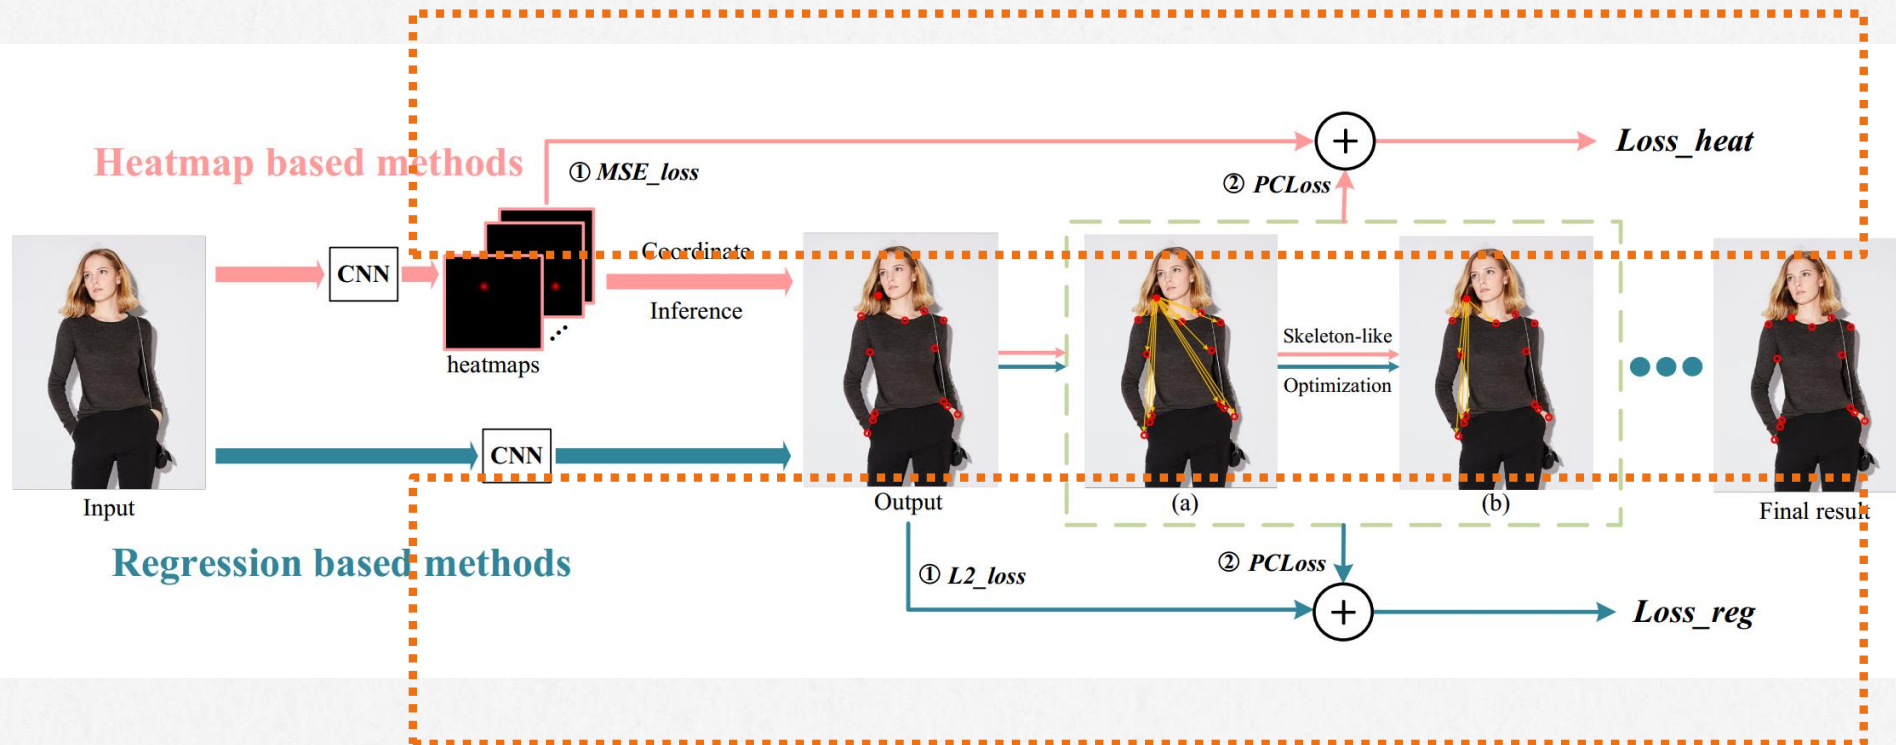 Heatmap based methods
① MSE_loss
② PCLoss
Loss_heat
CNN
Coordinate
Inference
heatmaps
Skeleton-like
Optimization
CNN
Input
Output
(a)
(b)
Final result
Regression based methods
① L2_loss
② PCLoss
Loss_reg